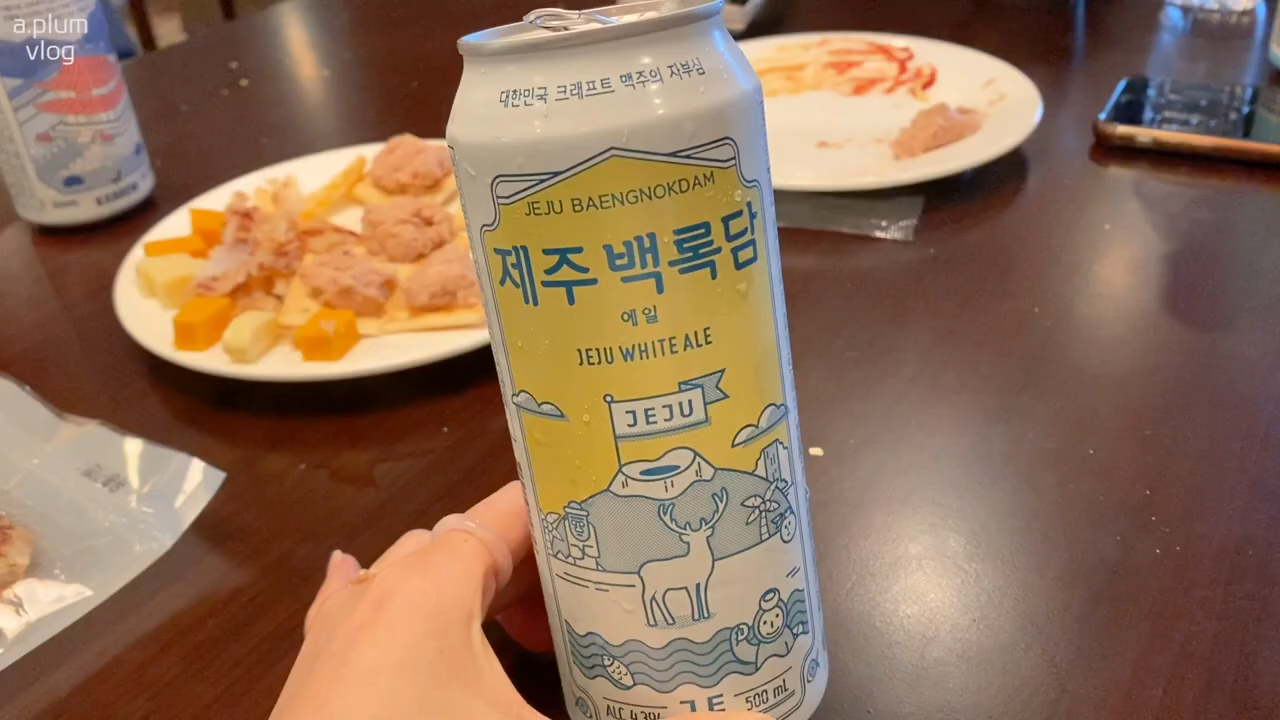 a.plum
vlog
대한민국 크래프트 맥주의 자부심
JEJU BAENGNOKDAM
제주백록담
에일
JEJU WHITE ALE
JEJU
500 mL